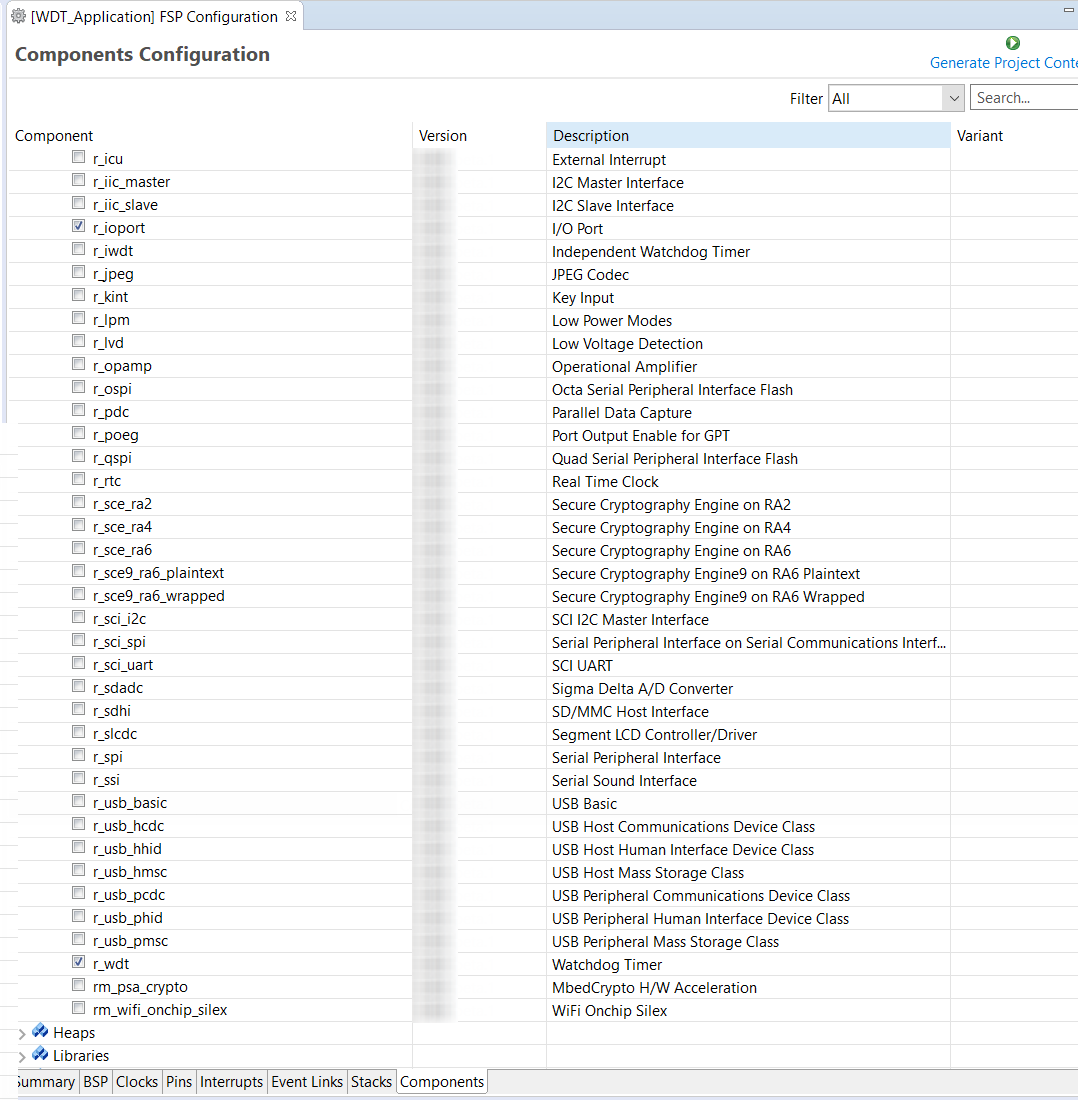 [WDT_Application] FSP Configuration
Components Configuration
Generate Project Conte
Filter All Search...
Component Version Description Variant
r_icu External Interrupt
r_iic_master I2C Master Interface
r_iic_slave I2C Slave Interface
r_ioport I/O Port
r_iwdt Independent Watchdog Timer
r_jpeg JPEG Codec
r_kint Key Input
r_lpm Low Power Modes
r_lvd Low Voltage Detection
r_opamp Operational Amplifier
r_ospi Octa Serial Peripheral Interface Flash
r_pdc Parallel Data Capture
r_poeg Port Output Enable for GPT
r_qspi Quad Serial Peripheral Interface Flash
r_rtc Real Time Clock
r_sce_ra2 Secure Cryptography Engine on RA2
r_sce_ra4 Secure Cryptography Engine on RA4
r_sce_ra6 Secure Cryptography Engine on RA6
r_sce9_ra6_plaintext Secure Cryptography Engine9 on RA6 Plaintext
r_sce9_ra6_wrapped Secure Cryptography Engine9 on RA6 Wrapped
r_sci_i2c SCI I2C Master Interface
r_sci_spi Serial Peripheral Interface on Serial Communications Interf...
r_sci_uart SCI UART
r_sdadc Sigma Delta A/D Converter
r_sdhi SD/MMC Host Interface
r_slcdc Segment LCD Controller/Driver
r_spi Serial Peripheral Interface
r_ssi Serial Sound Interface
r_usb_basic USB Basic
r_usb_hcdc USB Host Communications Device Class
r_usb_hhid USB Host Human Interface Device Class
r_usb_hmsc USB Host Mass Storage Class
r_usb_pcdc USB Peripheral Communications Device Class
r_usb_phid USB Peripheral Human Interface Device Class
r_usb_pmsc USB Peripheral Mass Storage Class
r_wdt Watchdog Timer
rm_psa_crypto MbedCrypto H/W Acceleration
rm_wifi_onchip_silex WiFi Onchip Silex
Heaps
Libraries
Summary BSP Clocks Pins Interrupts Event Links Stacks Components